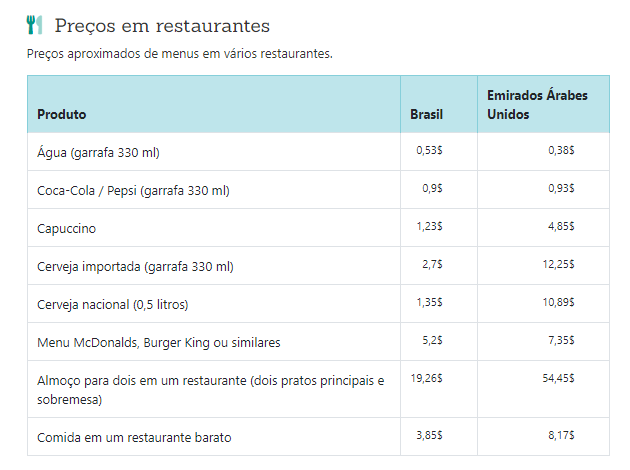 Preços em restaurantes
Preços aproximados de menus em vários restaurantes.
Produto Brasil Emirados Árabes
Unidos
Água (garrafa 330 ml) 0,53$ 0,38$
Coca-Cola / Pepsi (garrafa 330 ml) 0,9$ 0,93$
Capuccino 1,23$ 4,85$
Cerveja importada (garrafa 330 ml) 2,7$ 12,25$
Cerveja nacional (0,5 litros) 1,35$ 10,89$
Menu McDonalds, Burger King ou similares 5,2$ 7,35$
Almoço para dois em um restaurante (dois pratos principais e 19,26$ 54,45$
sobremesa)
Comida em um restaurante barato 3,85$ 8,17$